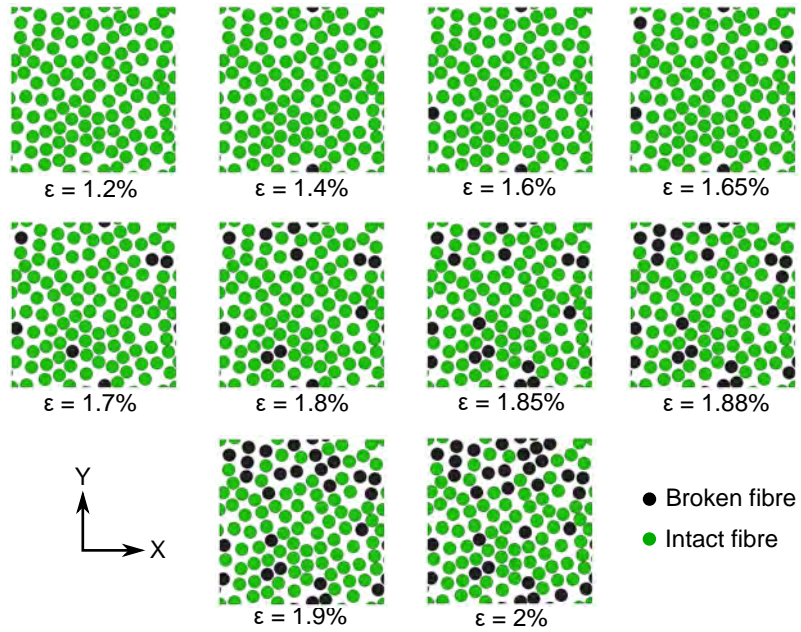 ε = 1.2%
ε = 1.4%
ε = 1.6%
ε = 1.65%
ε = 1.7%
ε = 1.8%
ε = 1.85%
ε = 1.88%
Y
X
Broken fibre
Intact fibre
ε = 1.9%
ε = 2%